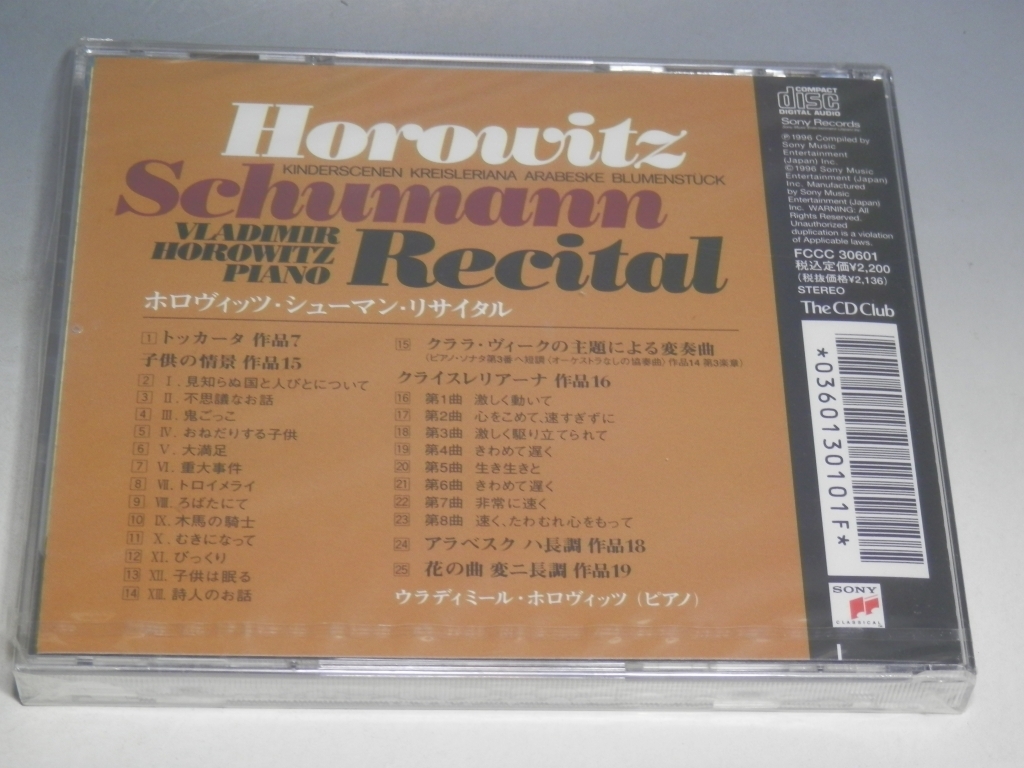 Horowitz
KINDERSCENEN KREISLERIANA ARABESKE BLUMENSTÜCK
Schumann
VLADIMIR
HOROWITZ
PIANO
Recital
ホロヴィッツ・シューマン・リサイタル
1 トッカータ 作品7
子供の情景 作品15
2 Ⅰ. 見知らぬ国と人びとについて
3 Ⅱ. 不思議なお話
4 Ⅲ. 鬼ごっこ
5 Ⅳ. おねだりする子供
6 Ⅴ. 大満足
7 Ⅵ. 重大事件
8 Ⅶ. トロイメライ
9 Ⅷ. ろばたにて
10 Ⅸ. 木馬の騎士
11 Ⅹ. むきになって
12 Ⅺ. びっくり
13 Ⅻ. 子供は眠る
14 XIII. 詩人のお話
15 クララ・ヴィークの主題による変奏曲
(ピアノ・ソナタ第3番 ヘ短調〈オーケストラなしの協奏曲〉作品14 第3楽章)
クライスレリアーナ 作品16
16 第1曲 激しく動いて
17 第2曲 心をこめて、速すぎずに
18 第3曲 激しく駆り立てられて
19 第4曲 きわめて遅く
20 第5曲 生き生きと
21 第6曲 きわめて遅く
22 第7曲 非常に速く
23 第8曲 速く、たわむれ心をもって
24 アラベスク ハ長調 作品18
25 花の曲 変ニ長調 作品19
ウラディミール・ホロヴィッツ (ピアノ)
COMPACT
disc
DIGITAL AUDIO
Sony Records
℗1996 Compiled by
Sony Music
Entertainment
(Japan) Inc.
©1996 Sony Music
Entertainment (Japan)
Inc. Manufactured
by Sony Music
Entertainment (Japan)
Inc. WARNING: All
Rights Reserved.
Unauthorized
duplication is a violation
of Applicable laws.
FCCC 30601
税込定価¥2,200
(税抜価格¥2,136)
STEREO
The CD Club
*0360130101F*
SONY
CLASSICAL